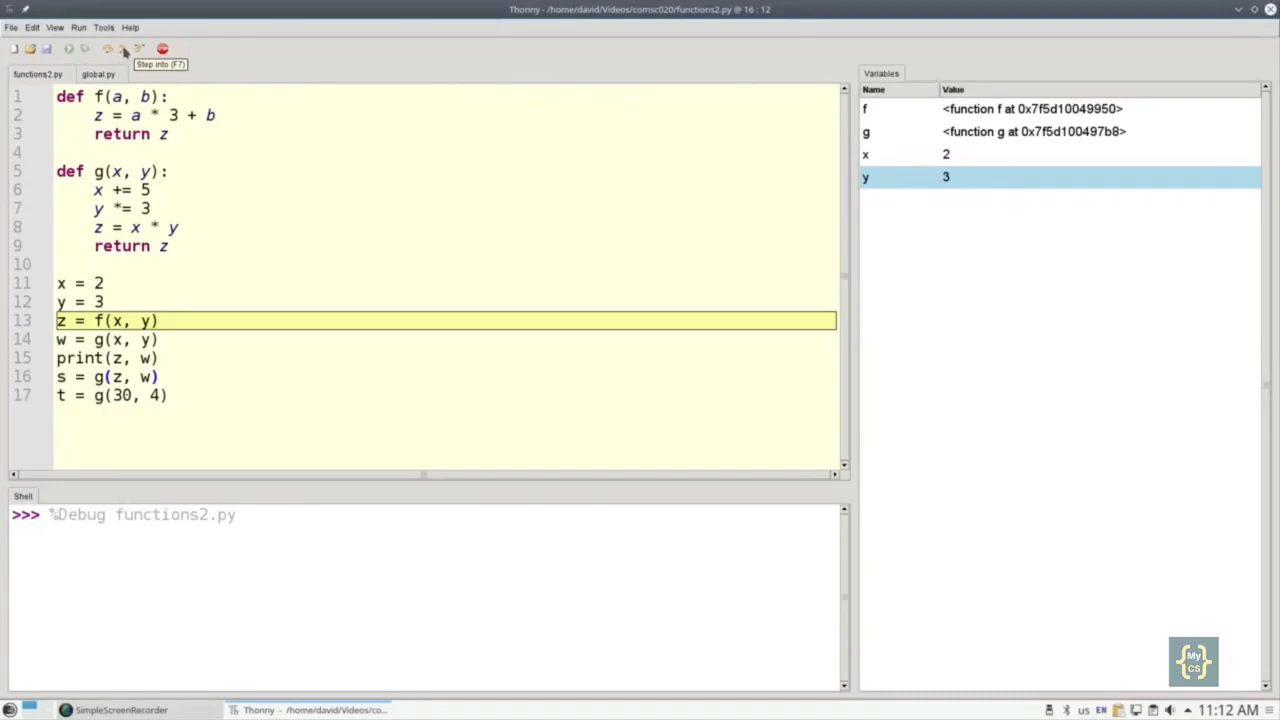 Thonny - /home/david/Videos/comsc020/functions2.py @ 16 : 12
File Edit View Run Tools Help
Step into (F7)
functions2.py global.py
1 def f(a, b):
2     z = a * 3 + b
3     return z
4
5 def g(x, y):
6     x += 5
7     y *= 3
8     z = x * y
9     return z
10
11 x = 2
12 y = 3
13 z = f(x, y)
14 w = g(x, y)
15 print(z, w)
16 s = g(z, w)
17 t = g(30, 4)
Variables
Name Value
f <function f at 0x7f5d10049950>
g <function g at 0x7f5d100497b8>
x 2
y 3
Shell
>>> %Debug functions2.py
{My CS}
SimpleScreenRecorder
Thonny - /home/david/Videos/co...
us EN 11:12 AM